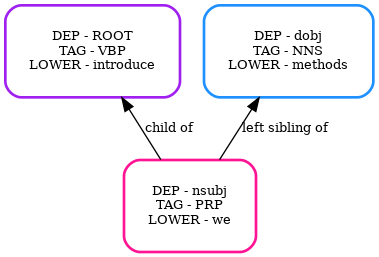 DEP - ROOT
TAG - VBP
LOWER - introduce
DEP - dobj
TAG - NNS
LOWER - methods
child of
left sibling of
DEP - nsubj
TAG - PRP
LOWER - we